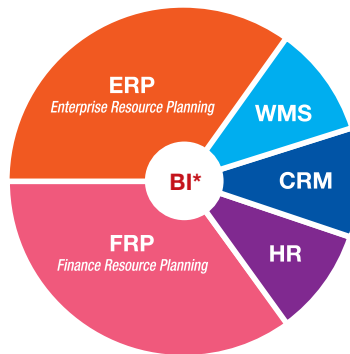 ERP
Enterprise Resource Planning
WMS
CRM
BI*
HR
FRP
Finance Resource Planning